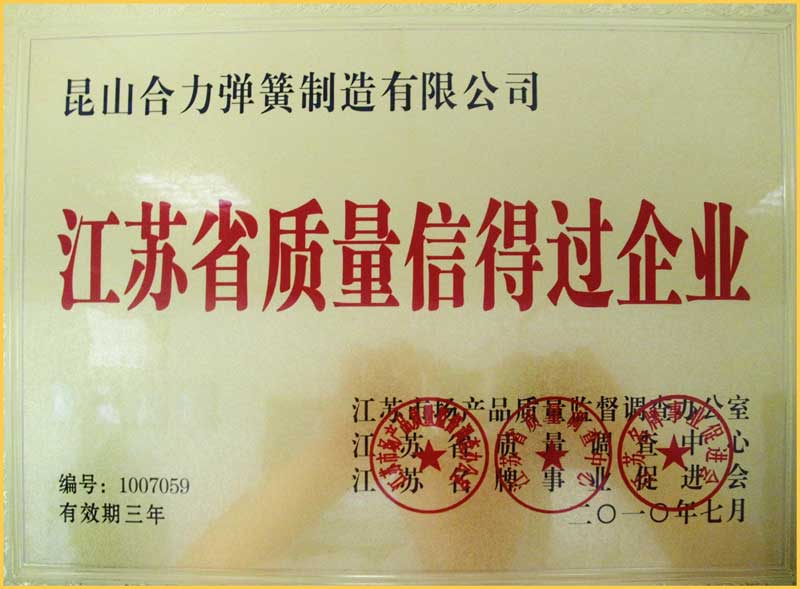 昆山合力弹簧制造有限公司
江苏省质量信得过企业
江苏市场产品质量监督调查办公室
江苏省质量调查中心
江苏名牌事业促进会
编号：1007059
有效期三年
二〇一〇年七月